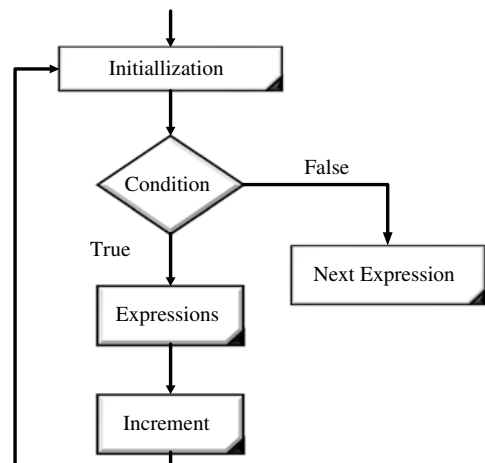 Initiallization
Condition
False
True
Next Expression
Expressions
Increment